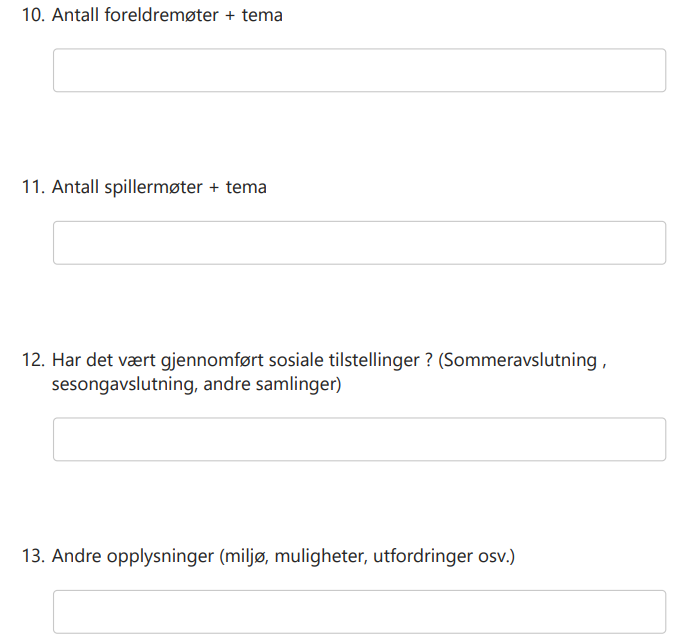 10. Antall foreldremøter + tema
11. Antall spillermøter + tema
12. Har det vært gjennomført sosiale tilstellinger ? (Sommeravslutning ,
sesongavslutning, andre samlinger)
13. Andre opplysninger (miljø, muligheter, utfordringer osv.)